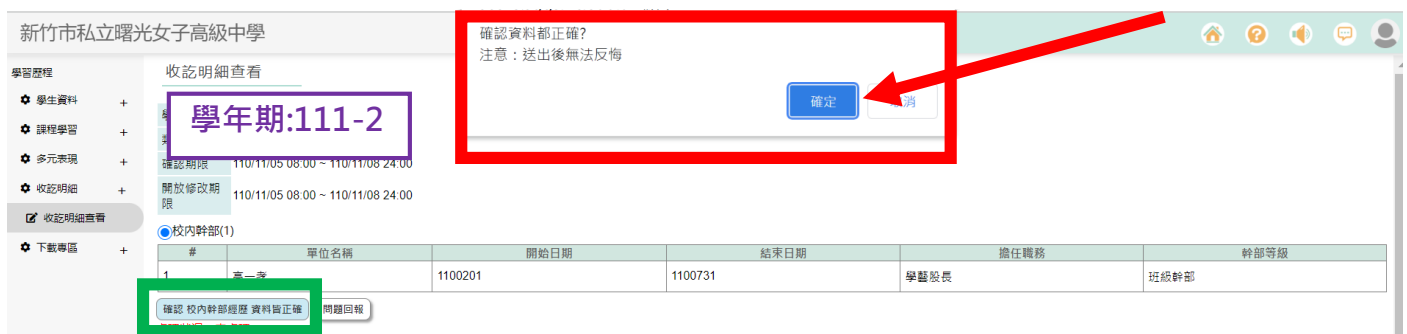 新竹市私立曙光女子高級中學
確認資料都正確?
注意：送出後無法反悔
確定
消
學習歷程
學生資料 +
課程學習 +
多元表現 +
收訖明細 +
收訖明細查看
下載專區 +
收訖明細查看
學年期:111-2
確認期限 110/11/05 08:00 ~ 110/11/08 24:00
開放修改期限 110/11/05 08:00 ~ 110/11/08 24:00
校內幹部(1)
# 單位名稱 開始日期 結束日期 擔任職務 幹部等級
1 高一孝 1100201 1100731 學藝股長 班級幹部
確認 校內幹部經歷 資料皆正確 問題回報